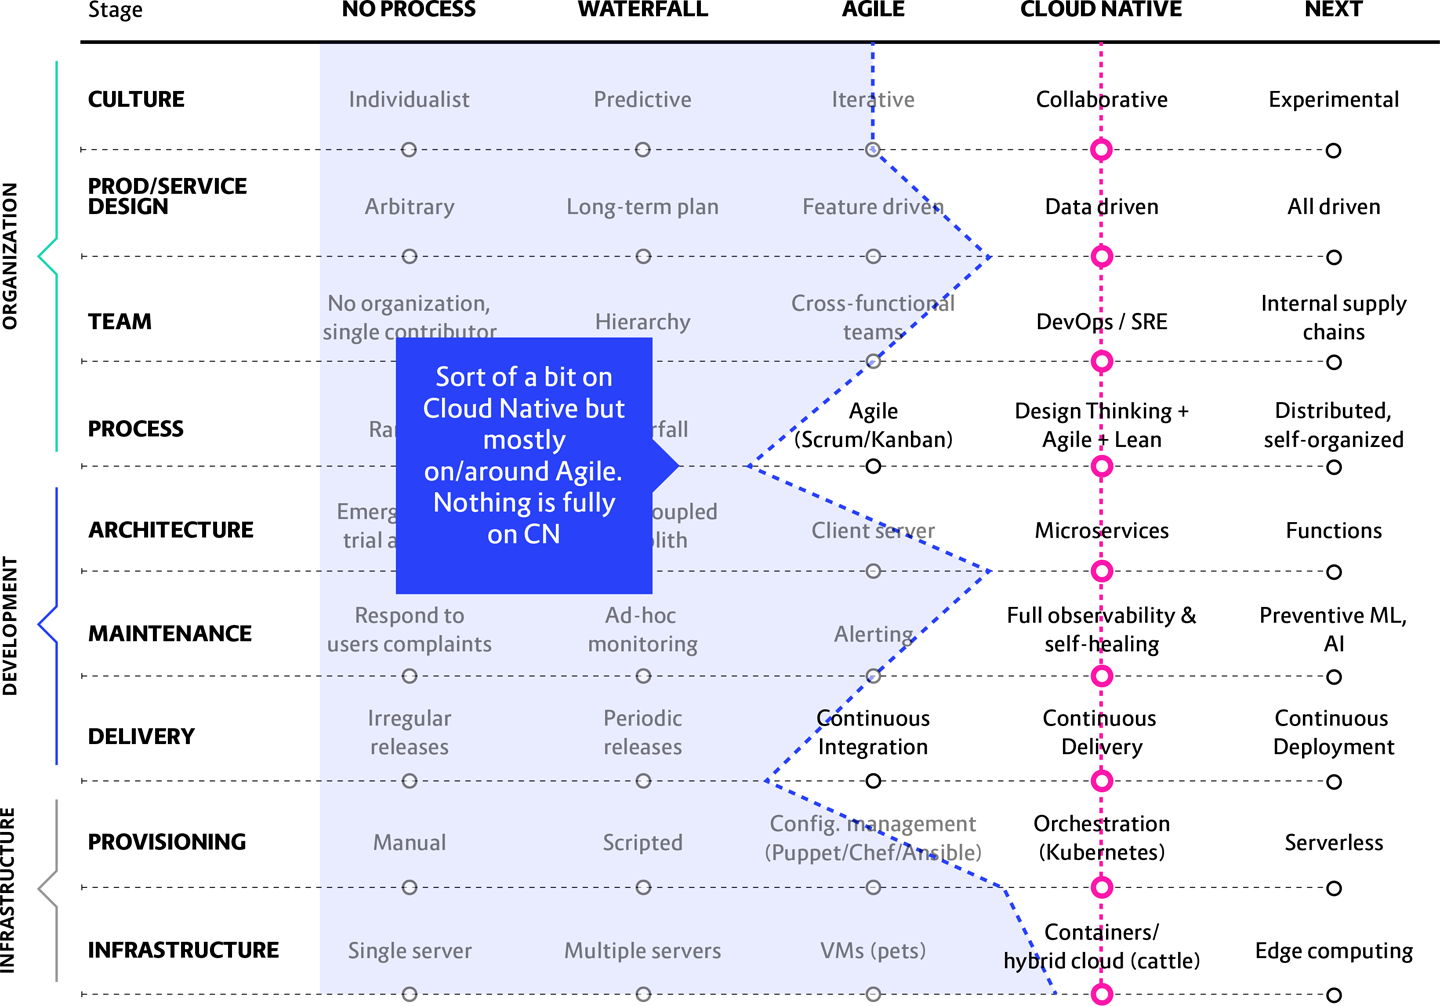 Stage NO PROCESS WATERFALL AGILE CLOUD NATIVE NEXT
ORGANIZATION
CULTURE Individualist Predictive Iterative Collaborative Experimental
PROD/SERVICE
DESIGN Arbitrary Long-term plan Feature driven Data driven All driven
No organization, Cross-functional Internal supply
TEAM Hierarchy DevOps / SRE
single contributor teams chains
Agile Design Thinking + Distributed,
PROCESS
(Scrum/Kanban) Agile + Lean self-organized
Sort of a bit on
Cloud Native but
mostly
on/around Agile.
Nothing is fully
on CN
DEVELOPMENT
ARCHITECTURE Client server Microservices Functions
Respond to Ad-hoc Full observability & Preventive ML,
MAINTENANCE Alerting
users complaints monitoring self-healing AI
Irregular Periodic Continuous Continuous Continuous
DELIVERY
releases releases Integration Delivery Deployment
INFRASTRUCTURE
Config. management Orchestration
PROVISIONING Manual Scripted Serverless
(Puppet/Chef/Ansible) (Kubernetes)
Containers/
INFRASTRUCTURE Single server Multiple servers VMs (pets) Edge computing
hybrid cloud (cattle)